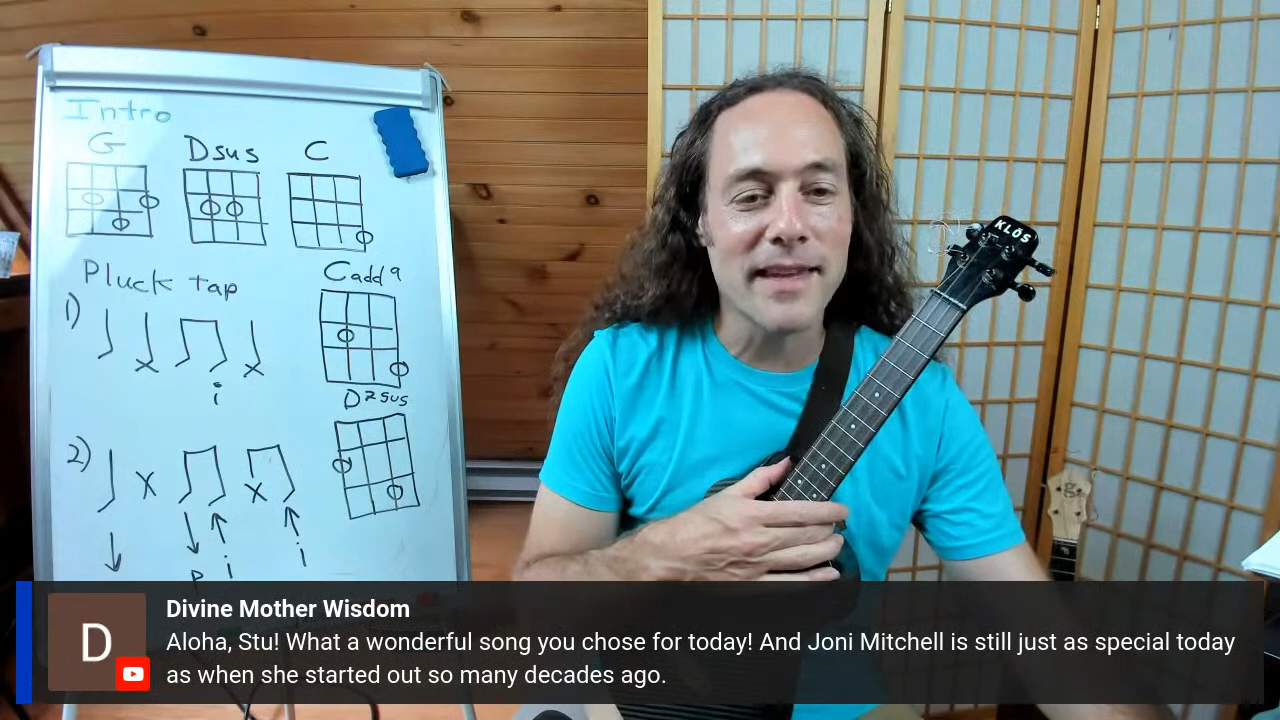 Intro
G Dsus C
Pluck tap
Cadd9
1)
i
D7sus
2)
i
p i
KLŌS
D
Divine Mother Wisdom
Aloha, Stu! What a wonderful song you chose for today! And Joni Mitchell is still just as special today
as when she started out so many decades ago.